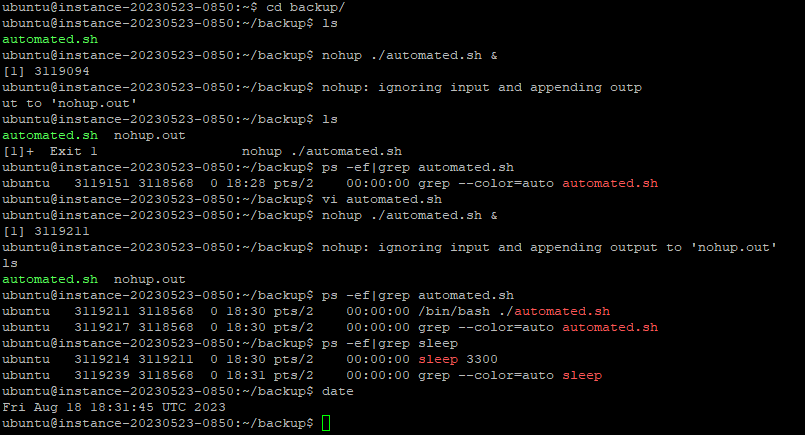 ubuntu@instance-20230523-0850:~$ cd backup/
ubuntu@instance-20230523-0850:~/backup$ ls
automated.sh
ubuntu@instance-20230523-0850:~/backup$ nohup ./automated.sh &
[1] 3119094
ubuntu@instance-20230523-0850:~/backup$ nohup: ignoring input and appending outp
ut to 'nohup.out'
ubuntu@instance-20230523-0850:~/backup$ ls
automated.sh  nohup.out
[1]+  Exit 1                  nohup ./automated.sh
ubuntu@instance-20230523-0850:~/backup$ ps -ef|grep automated.sh
ubuntu   3119151 3118568  0 18:28 pts/2    00:00:00 grep --color=auto automated.sh
ubuntu@instance-20230523-0850:~/backup$ vi automated.sh
ubuntu@instance-20230523-0850:~/backup$ nohup ./automated.sh &
[1] 3119211
ubuntu@instance-20230523-0850:~/backup$ nohup: ignoring input and appending output to 'nohup.out'
ls
automated.sh  nohup.out
ubuntu@instance-20230523-0850:~/backup$ ps -ef|grep automated.sh
ubuntu   3119211 3118568  0 18:30 pts/2    00:00:00 /bin/bash ./automated.sh
ubuntu   3119217 3118568  0 18:30 pts/2    00:00:00 grep --color=auto automated.sh
ubuntu@instance-20230523-0850:~/backup$ ps -ef|grep sleep
ubuntu   3119214 3119211  0 18:30 pts/2    00:00:00 sleep 3300
ubuntu   3119239 3118568  0 18:31 pts/2    00:00:00 grep --color=auto sleep
ubuntu@instance-20230523-0850:~/backup$ date
Fri Aug 18 18:31:45 UTC 2023
ubuntu@instance-20230523-0850:~/backup$